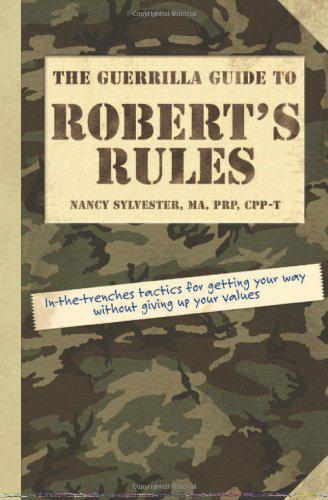 THE GUERRILLA GUIDE TO
ROBERT'S
RULES
NANCY SYLVESTER, MA, PRP, CPP-T
In-the-trenches tactics for getting your way
without giving up your values